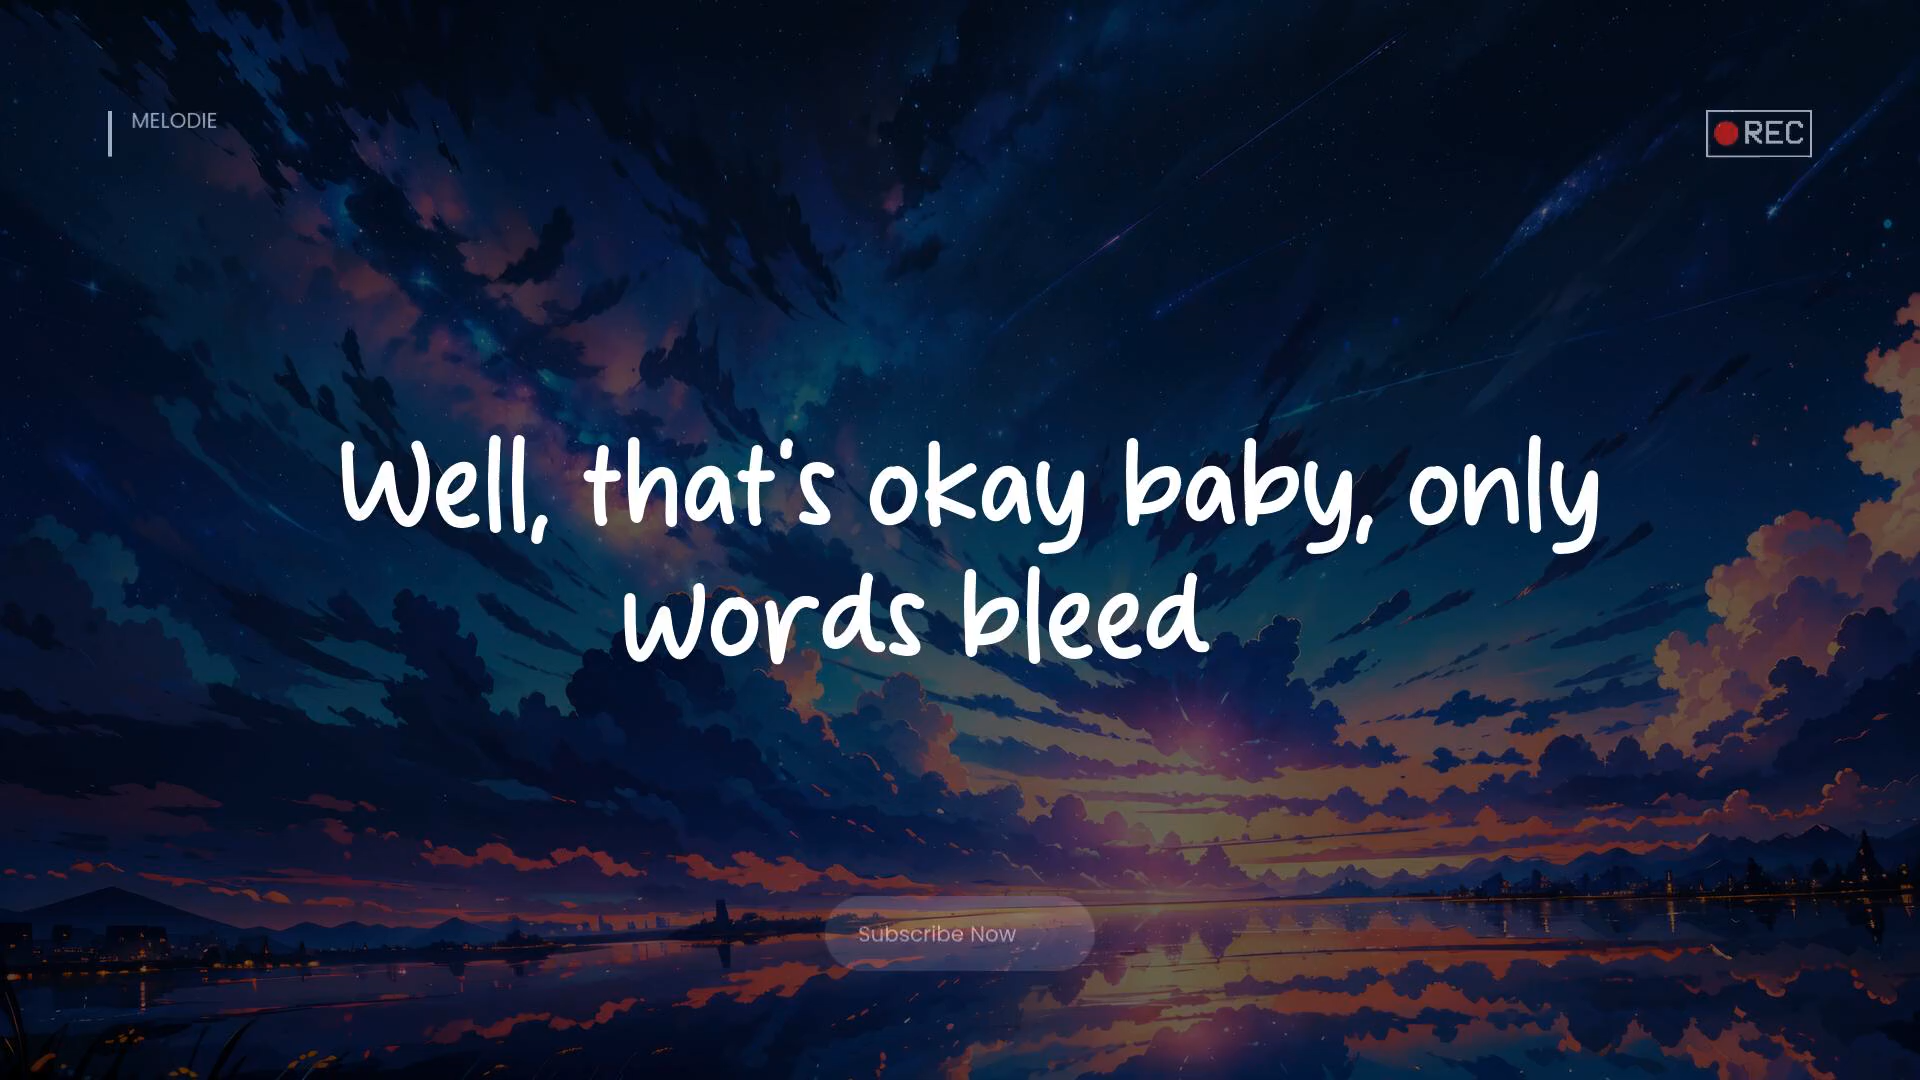 MELODIE
REC
Well, that's okay baby, only
words bleed
Subscribe Now